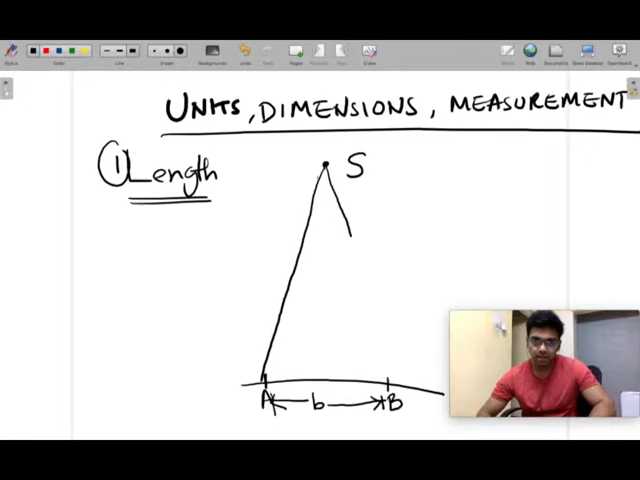 UNITS, DIMENSIONS, MEASUREMENT
① Length
S
A b B